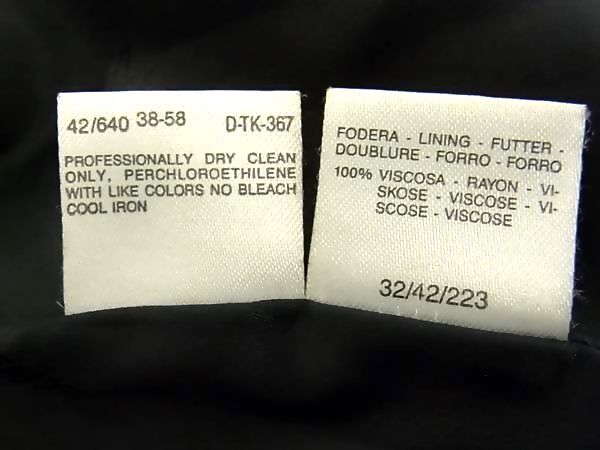 42/640 38-58 D-TK-367
PROFESSIONALLY DRY CLEAN
ONLY, PERCHLOROETHILENE
WITH LIKE COLORS NO BLEACH
COOL IRON
FODERA - LINING - FUTTER -
DOUBLURE - FORRO - FORRO
100% VISCOSA - RAYON - VI-
SKOSE - VISCOSE - VI-
SCOSE - VISCOSE
32/42/223